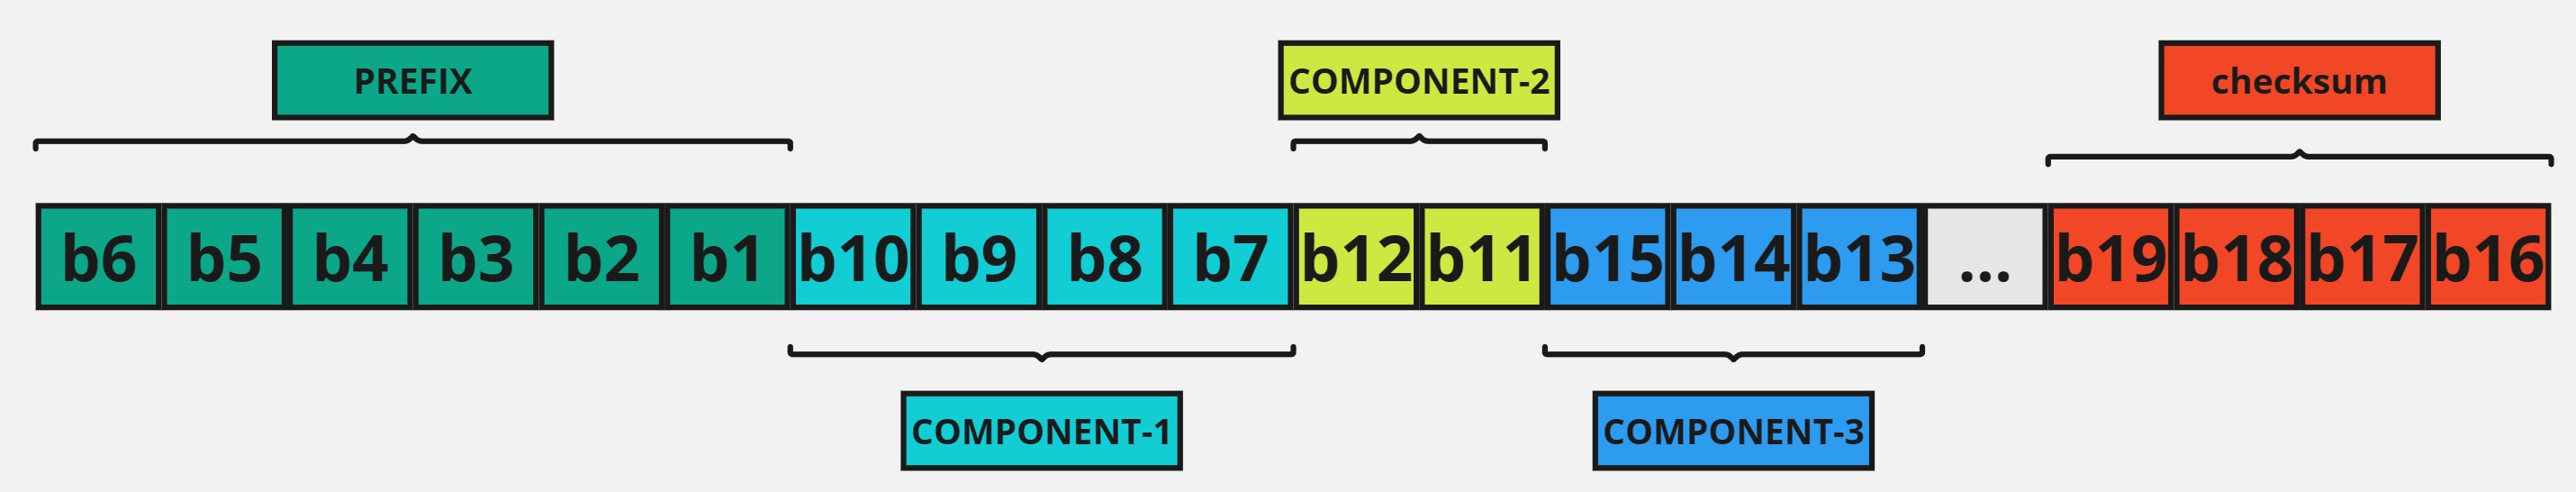 PREFIX
COMPONENT-2
checksum
b6 b5 b4 b3 b2 b1 b10 b9 b8 b7 b12 b11 b15 b14 b13 ... b19 b18 b17 b16
COMPONENT-1
COMPONENT-3